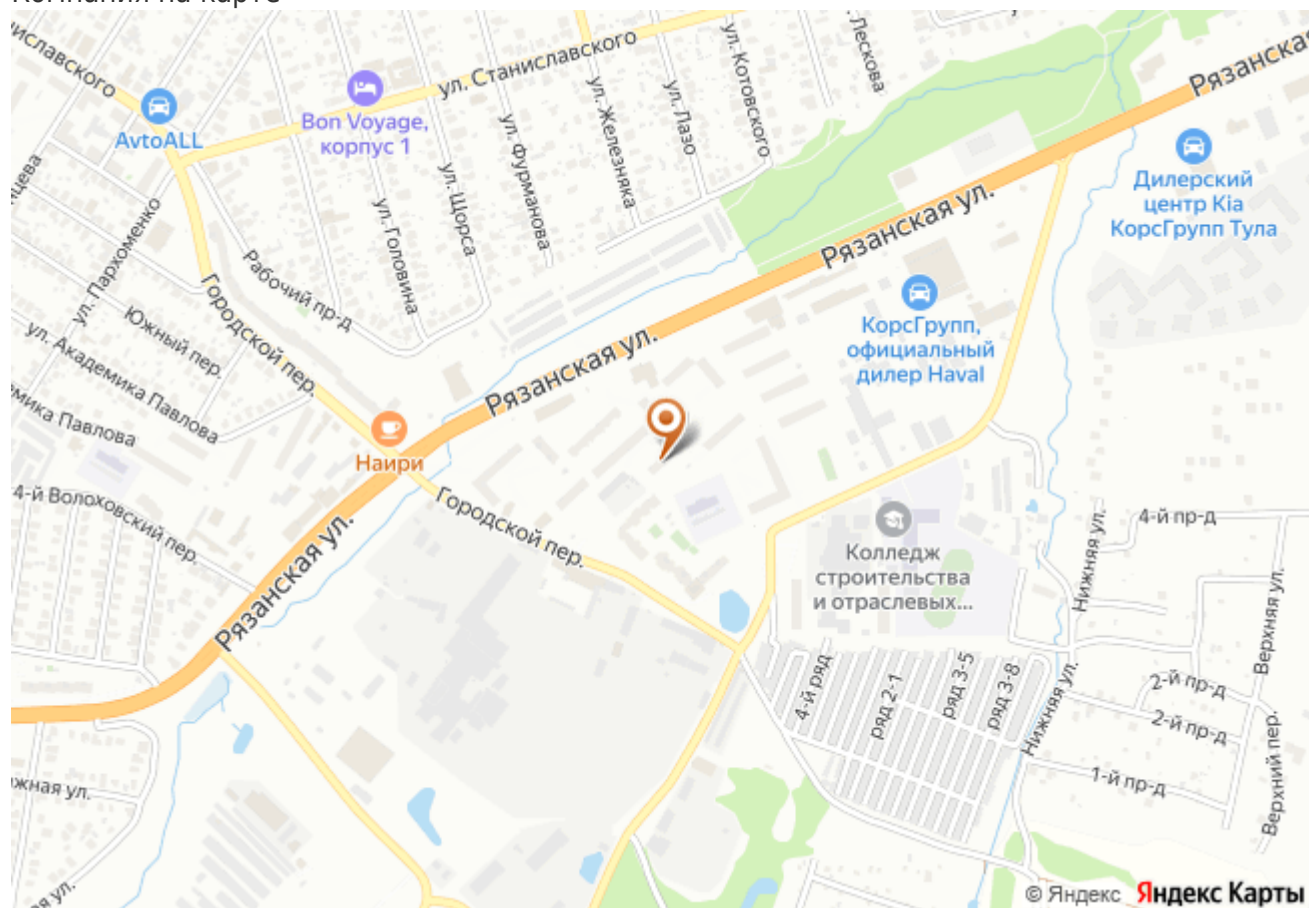 Компания на карте
ул. Станиславского
ул. Лескова
Рязанская
AvtoALL
Bon Voyage,
корпус 1
ул. Котовского
ул. Лазо
ул. Железняка
ул. Фурманова
ул. Щорса
ул. Головина
Дилерский
центр Kia
КорсГрупп Тула
ул. Пархоменко
Рабочий пр-д
Городской пер.
Южный пер.
ул. Академика Павлова
Рязанская ул.
КорсГрупп,
официальный
дилер Haval
Рязанская ул.
Наири
4-й Волоховский пер.
Городской пер.
Рязанская ул.
Колледж
строительства
и отраслевых...
Нижняя ул.
4-й пр-д
Верхняя ул.
4-й ряд
ряд 2-1
ряд 3-5
ряд 3-8
Нижняя ул.
2-й пр-д
2-й пр-д
1-й пр-д
Верхний пер.
© Яндекс Яндекс Карты